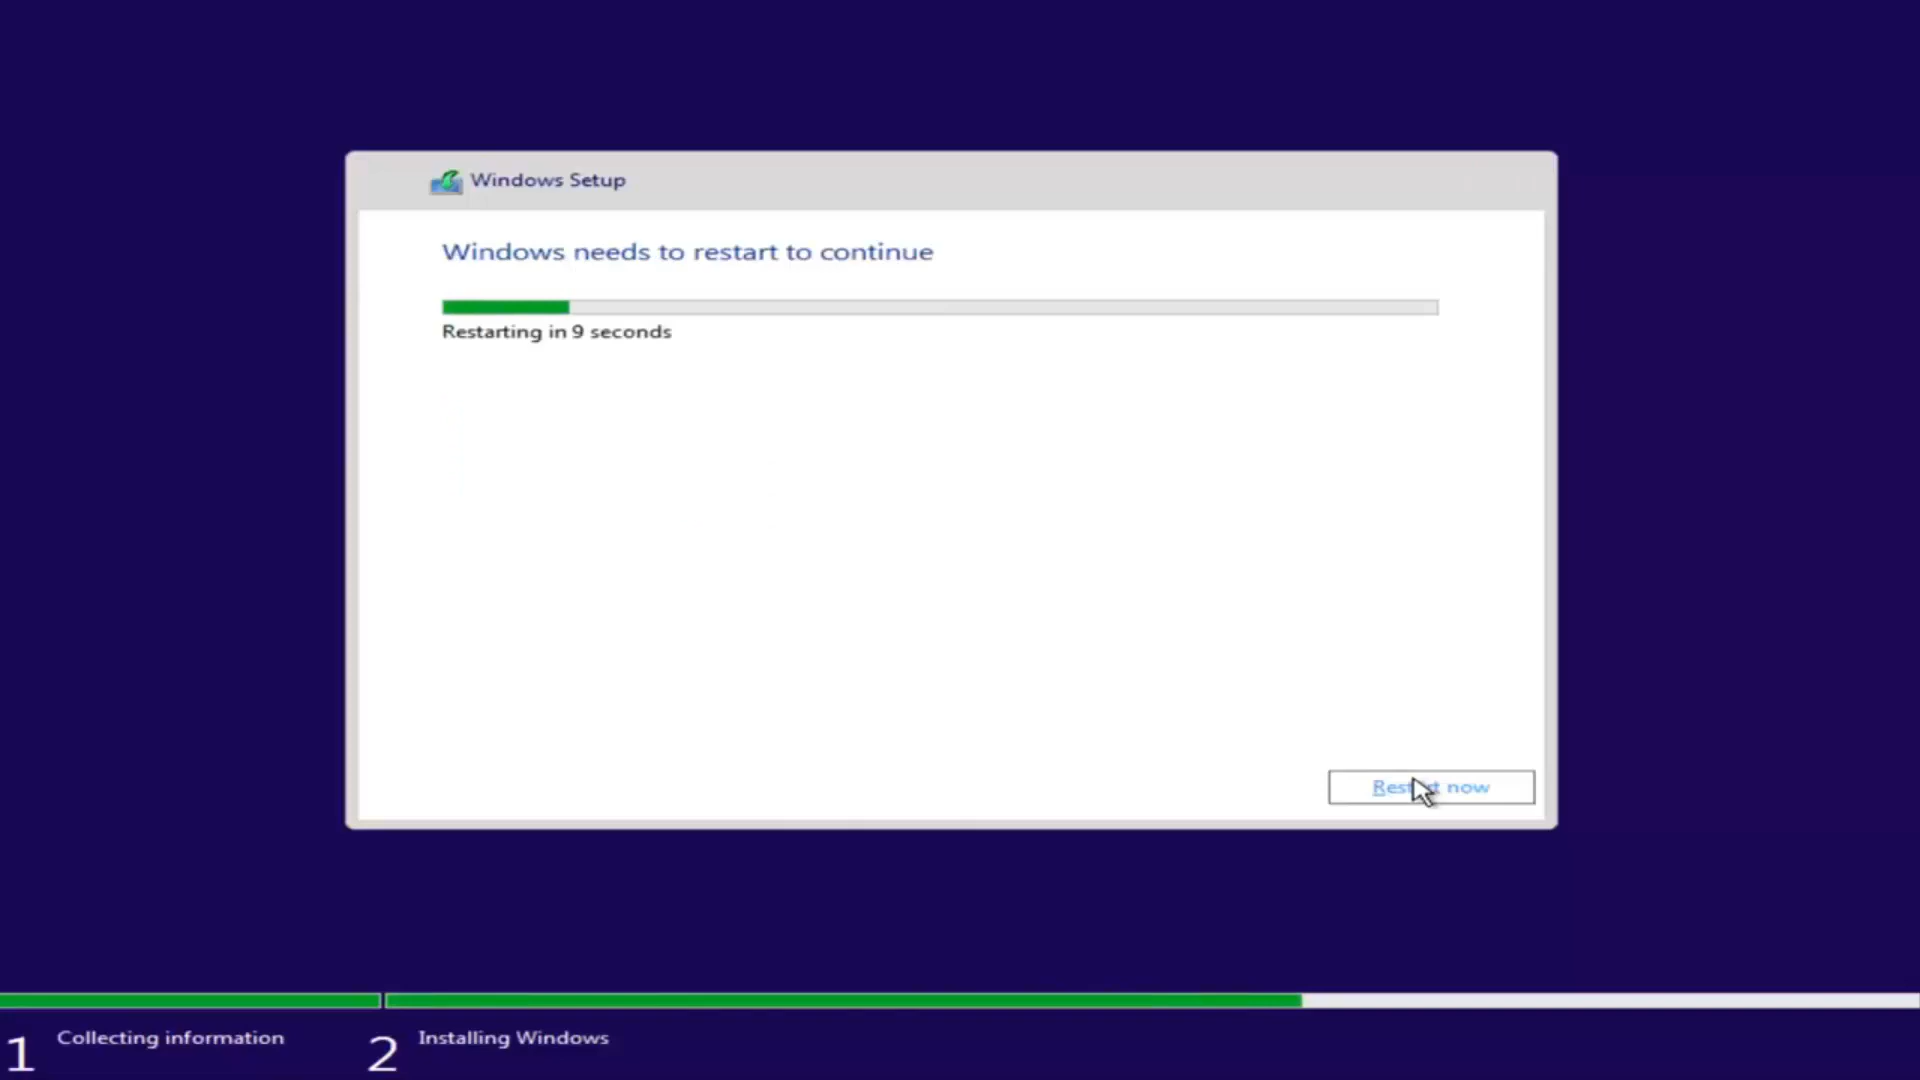 Windows Setup
Windows needs to restart to continue
Restarting in 9 seconds
Restart now
1 Collecting information
2 Installing Windows